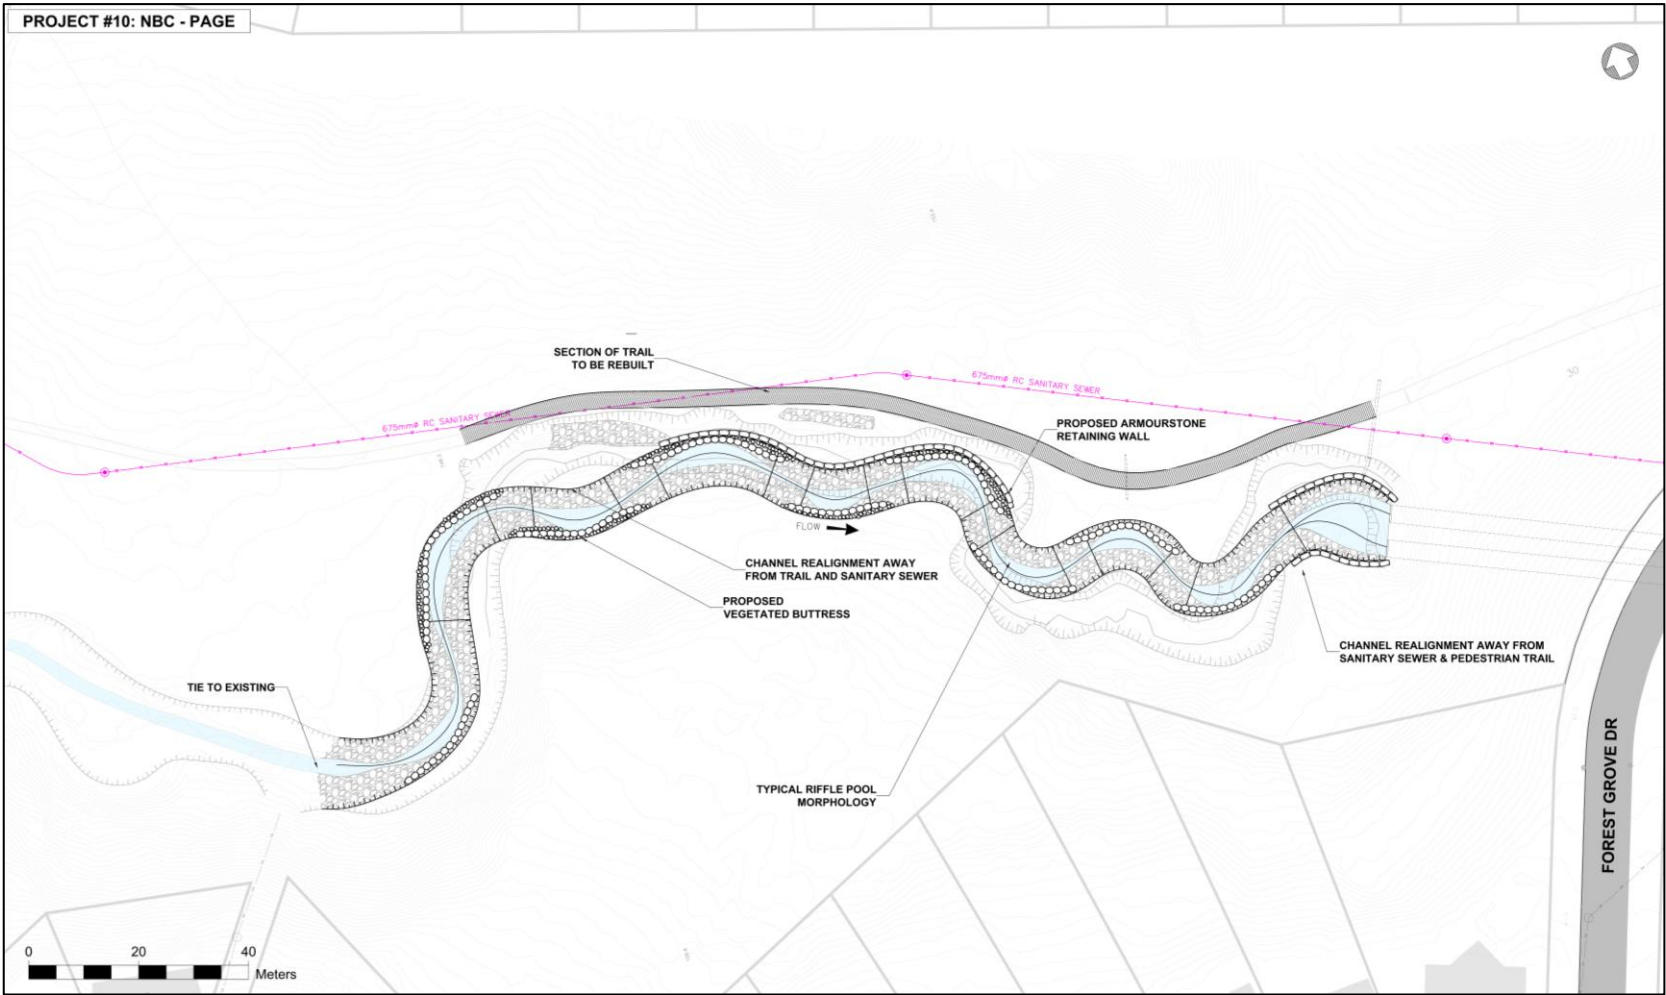 PROJECT #10: NBC - PAGE
SECTION OF TRAIL
TO BE REBUILT
675mmø RC SANITARY SEWER
675mmø RC SANITARY SEWER
PROPOSED ARMOURSTONE
RETAINING WALL
FLOW
CHANNEL REALIGNMENT AWAY
FROM TRAIL AND SANITARY SEWER
PROPOSED
VEGETATED BUTTRESS
CHANNEL REALIGNMENT AWAY FROM
SANITARY SEWER & PEDESTRIAN TRAIL
TIE TO EXISTING
TYPICAL RIFFLE POOL
MORPHOLOGY
FOREST GROVE DR
0 20 40
Meters